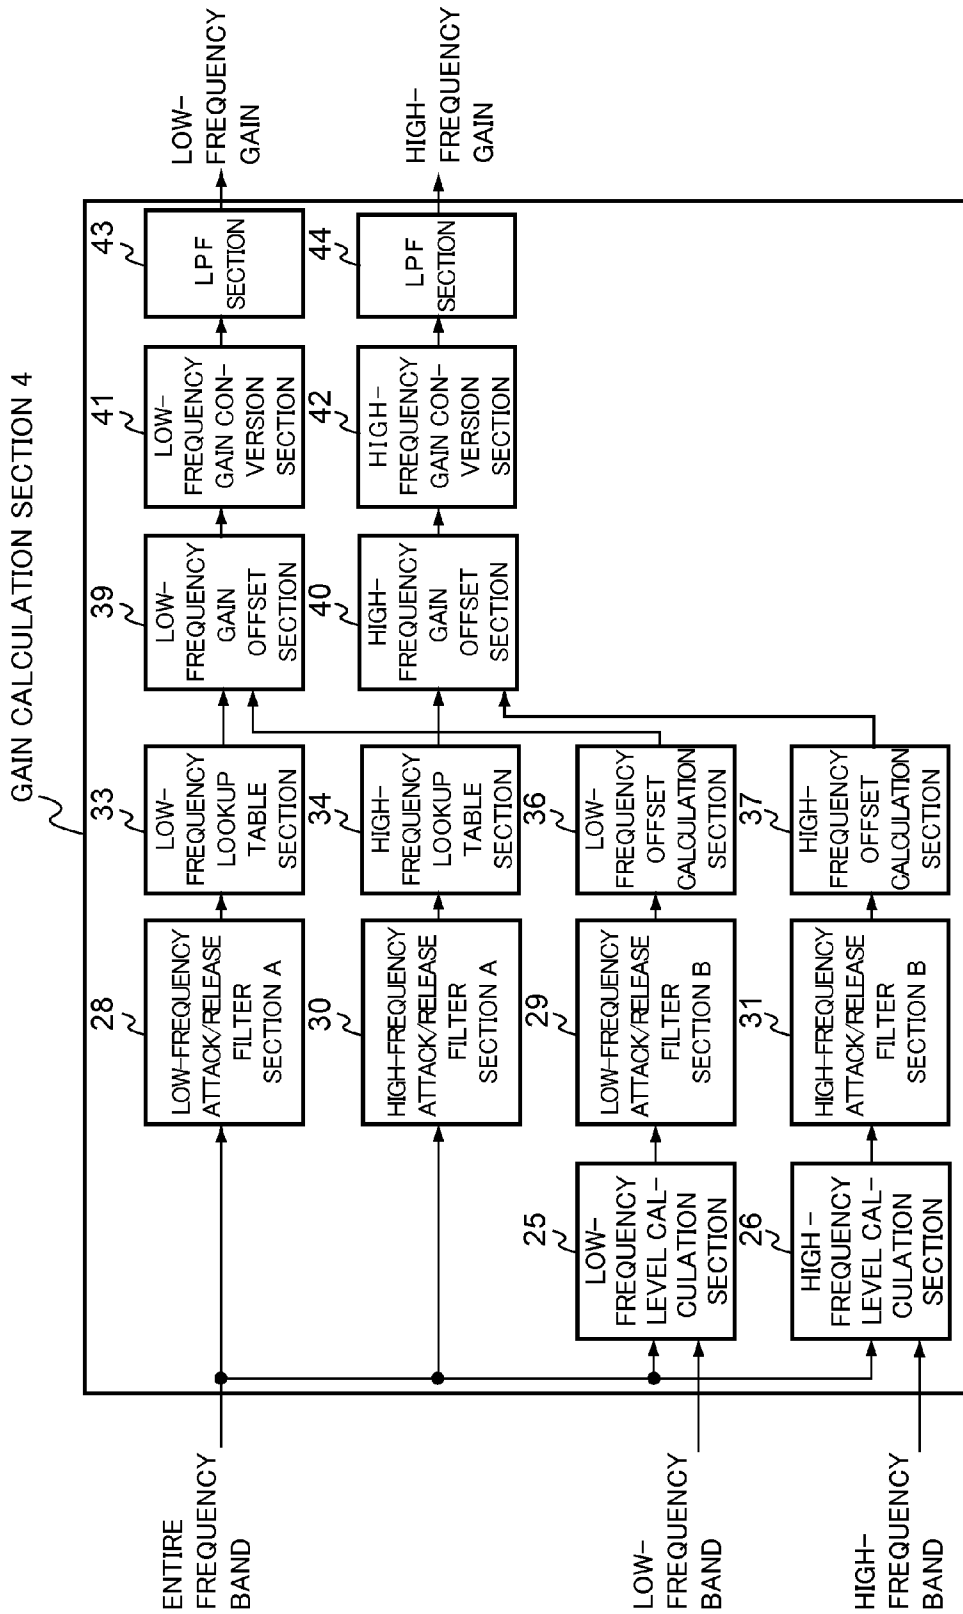 GAIN CALCULATION SECTION 4
ENTIRE
FREQUENCY
BAND
28
LOW-FREQUENCY
ATTACK/RELEASE
FILTER
SECTION A
33
LOW-
FREQUENCY
LOOKUP
TABLE
SECTION
39
LOW-
FREQUENCY
GAIN
OFFSET
SECTION
41
LOW-
FREQUENCY
GAIN CON-
VERSION
SECTION
43
LPF
SECTION
LOW-
FREQUENCY
GAIN
30
HIGH-FREQUENCY
ATTACK/RELEASE
FILTER
SECTION A
34
HIGH-
FREQUENCY
LOOKUP
TABLE
SECTION
40
HIGH-
FREQUENCY
GAIN
OFFSET
SECTION
42
HIGH-
FREQUENCY
GAIN CON-
VERSION
SECTION
44
LPF
SECTION
HIGH-
FREQUENCY
GAIN
LOW-
FREQUENCY
BAND
25
LOW-
FREQUENCY
LEVEL CAL-
CULATION
SECTION
29
LOW-FREQUENCY
ATTACK/RELEASE
FILTER
SECTION B
36
LOW-
FREQUENCY
OFFSET
CALCULATION
SECTION
HIGH-
FREQUENCY
BAND
26
HIGH-
FREQUENCY
LEVEL CAL-
CULATION
SECTION
31
HIGH-FREQUENCY
ATTACK/RELEASE
FILTER
SECTION B
37
HIGH-
FREQUENCY
OFFSET
CALCULATION
SECTION